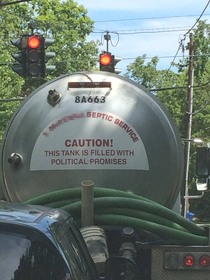 8A663
SEPTIC SERVICE
CAUTION!
THIS TANK IS FILLED WITH
POLITICAL PROMISES